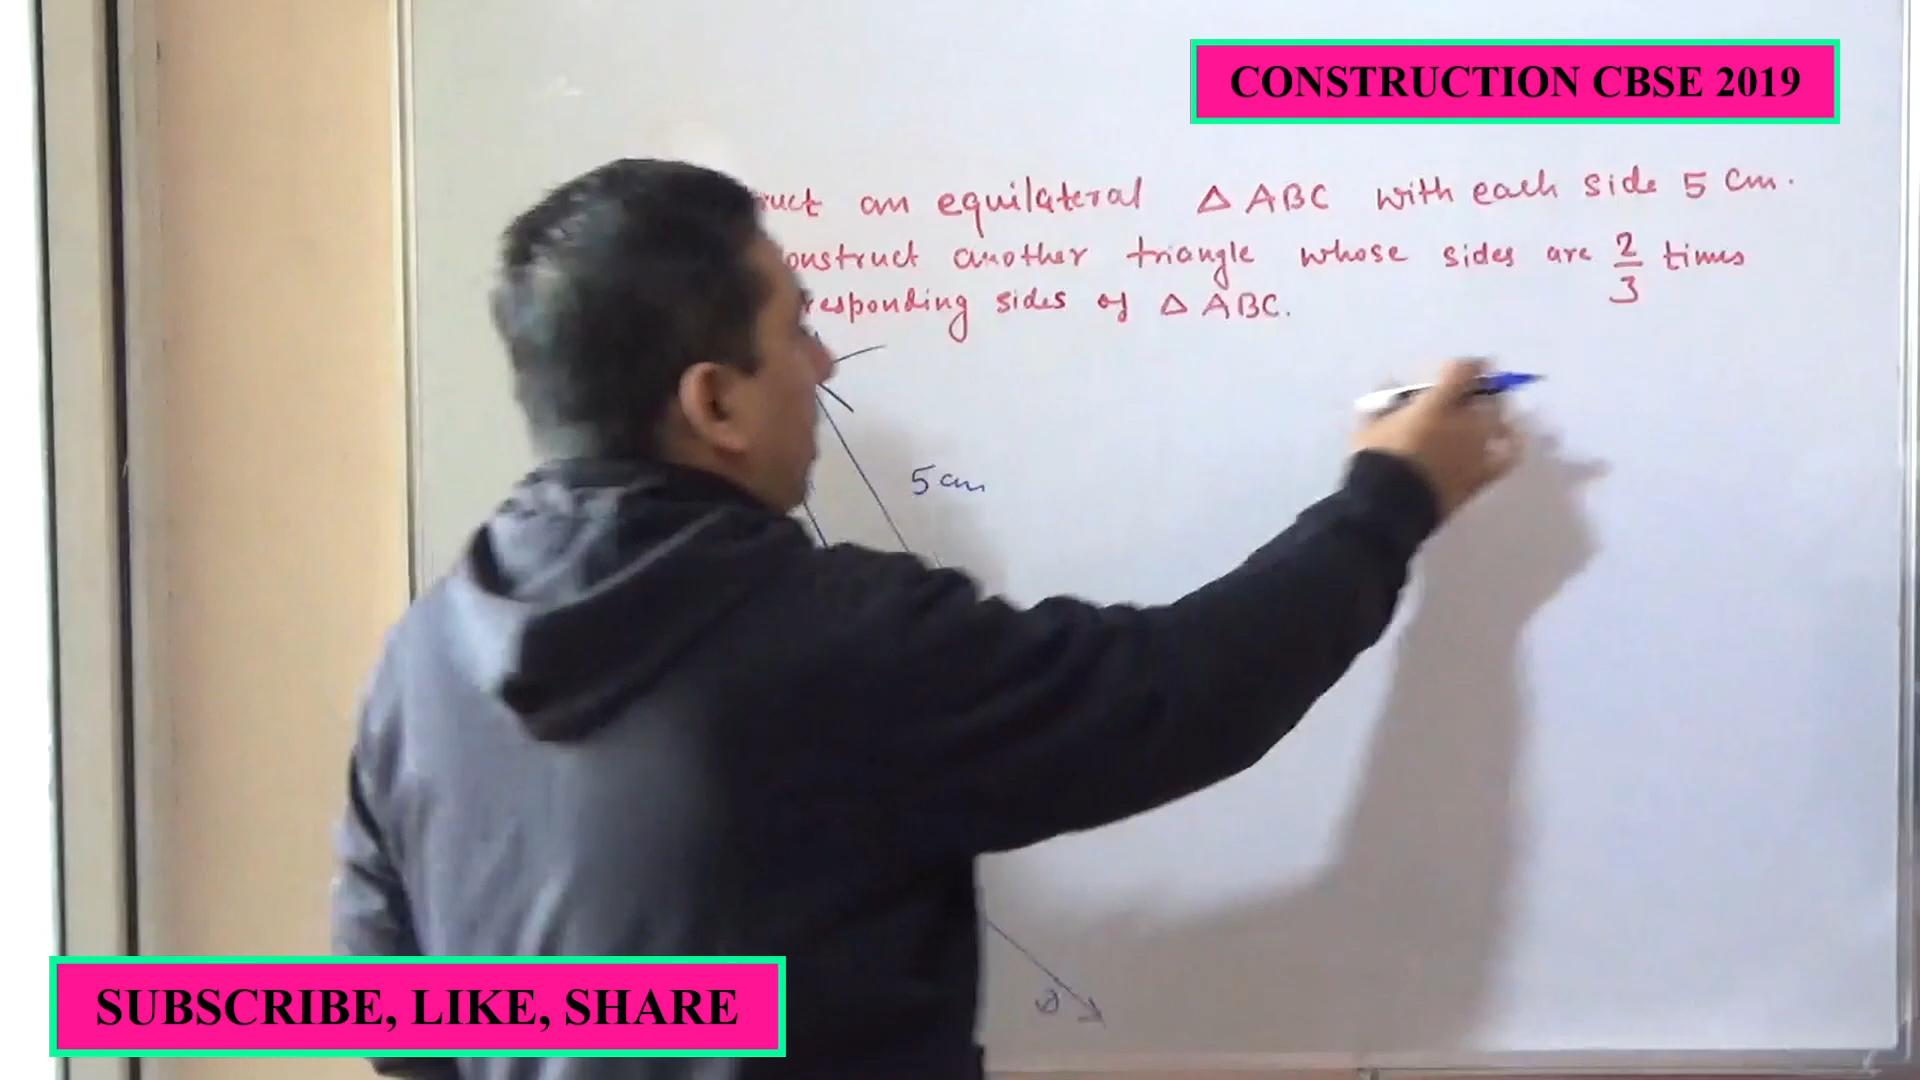 CONSTRUCTION CBSE 2019
ruct an equilateral △ ABC with each side 5 cm.
onstruct another triangle whose sides are 2/3 times
responding sides of △ ABC.
5 cm
SUBSCRIBE, LIKE, SHARE